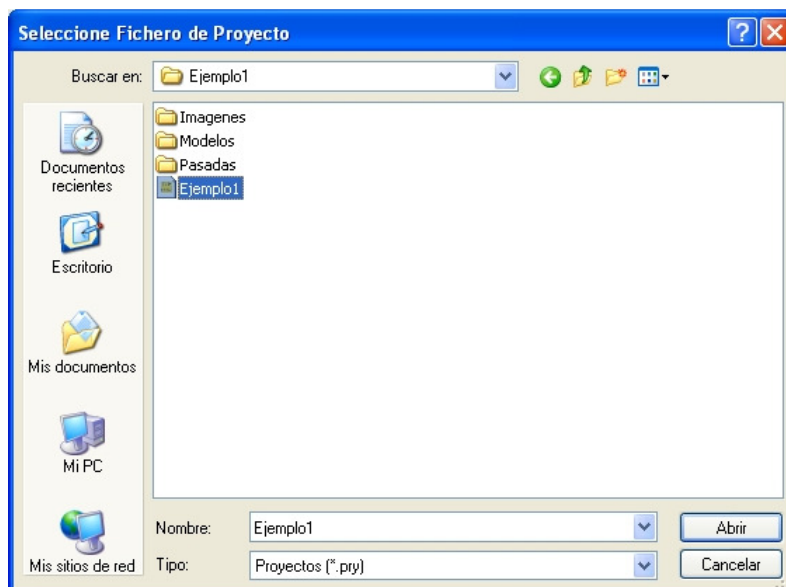 Seleccione Fichero de Proyecto
Buscar en: Ejemplo1
Documentos
recientes
Escritorio
Mis documentos
Mi PC
Mis sitios de red
Imagenes
Modelos
Pasadas
Ejemplo1
Nombre: Ejemplo1 Abrir
Tipo: Proyectos (*.pry) Cancelar